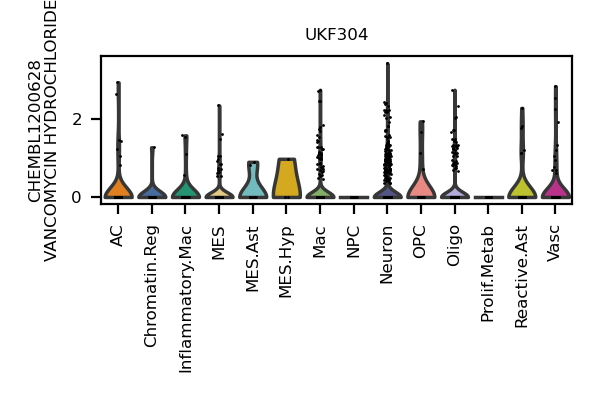 UKF304
CHEMBL1200628
VANCOMYCIN HYDROCHLORIDE
2
0
AC
Chromatin.Reg
Inflammatory.Mac
MES
MES.Ast
MES.Hyp
Mac
NPC
Neuron
OPC
Oligo
Prolif.Metab
Reactive.Ast
Vasc